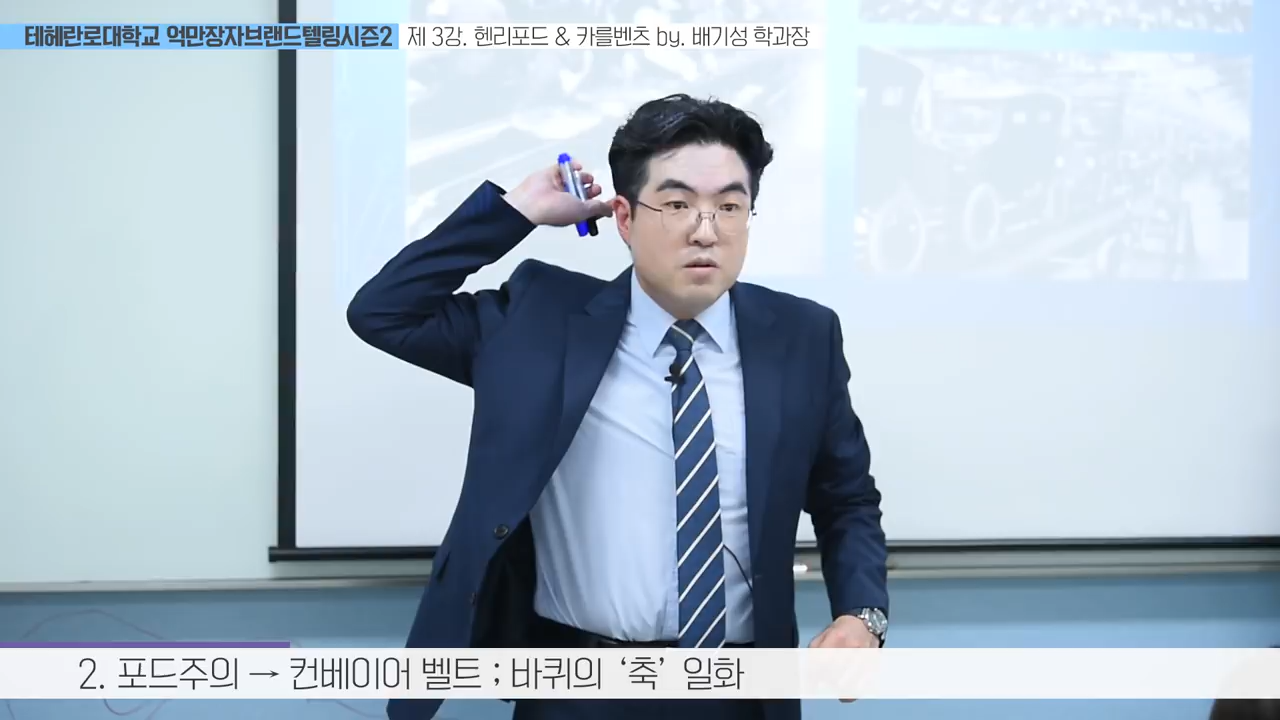 테헤란로대학교 억만장자브랜드텔링시즌2 제 3강. 헨리포드 & 카를벤츠 by. 배기성 학과장
2. 포드주의 → 컨베이어 벨트 ; 바퀴의 ‘축’ 일화